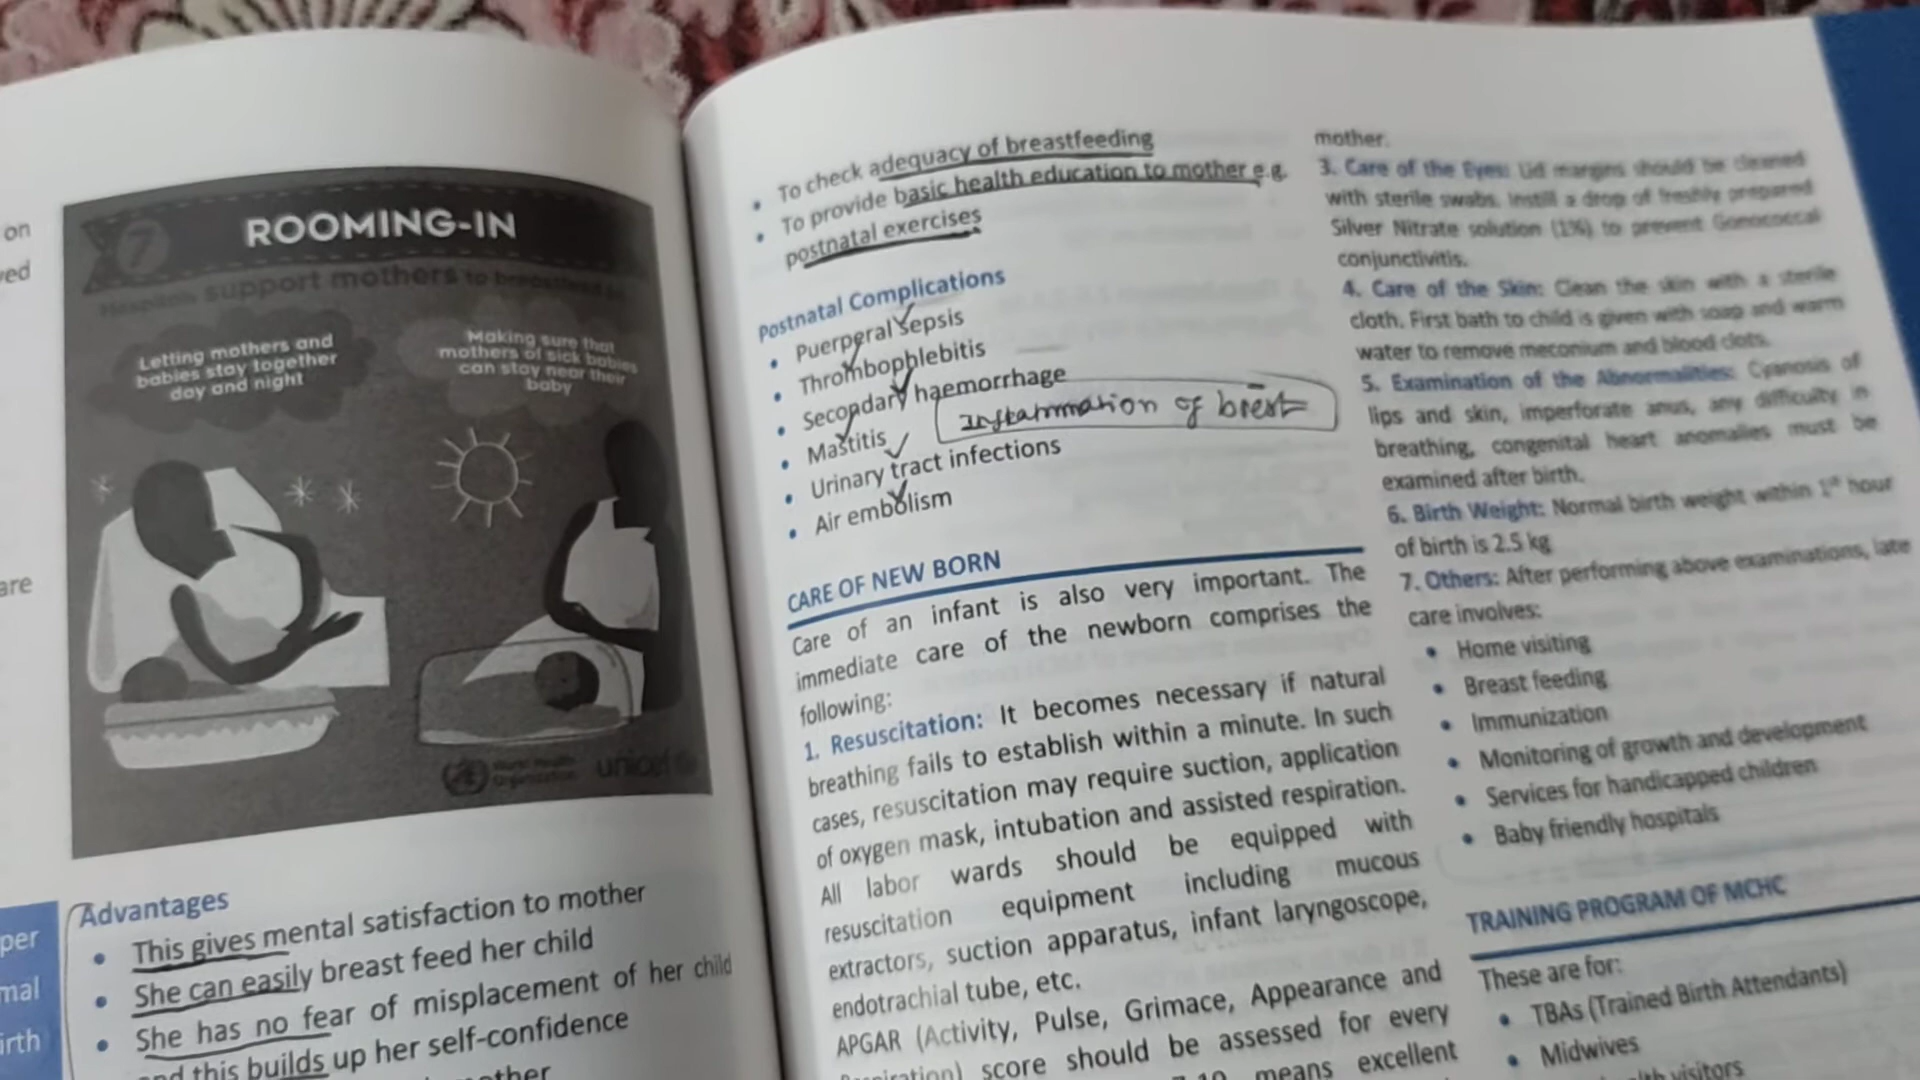 on
ved
are
per
mal
irth
7
ROOMING-IN
Hospitals support mothers to breastfeed by
Letting mothers and
babies stay together
day and night
Making sure that
mothers of sick babies
can stay near their
baby
World Health
Organization
unicef
Advantages
• This gives mental satisfaction to mother
• She can easily breast feed her child
• She has no fear of misplacement of her child
and this builds up her self-confidence
mother
• To check adequacy of breastfeeding
• To provide basic health education to mother e.g.
postnatal exercises
Postnatal Complications
• Puerperal sepsis
• Thrombophlebitis
• Secondary haemorrhage
• Mastitis
Inflammation of brest
• Urinary tract infections
• Air embolism
CARE OF NEW BORN
Care of an infant is also very important. The
immediate care of the newborn comprises the
following:
1. Resuscitation: It becomes necessary if natural
breathing fails to establish within a minute. In such
cases, resuscitation may require suction, application
of oxygen mask, intubation and assisted respiration.
All labor wards should be equipped with
resuscitation equipment including mucous
extractors, suction apparatus, infant laryngoscope,
endotrachial tube, etc.
APGAR (Activity, Pulse, Grimace, Appearance and
Respiration) score should be assessed for every
7-10 means excellent
mother.
3. Care of the Eyes: Lid margins should be cleaned
with sterile swabs. Instill a drop of freshly prepared
Silver Nitrate solution (1%) to prevent Gonococcal
conjunctivitis.
4. Care of the Skin: Clean the skin with a sterile
cloth. First bath to child is given with soap and warm
water to remove meconium and blood clots.
5. Examination of the Abnormalities: Cyanosis of
lips and skin, imperforate anus, any difficulty in
breathing, congenital heart anomalies must be
examined after birth.
6. Birth Weight: Normal birth weight within 1st hour
of birth is 2.5 kg
7. Others: After performing above examinations, late
care involves:
• Home visiting
• Breast feeding
• Immunization
• Monitoring of growth and development
• Services for handicapped children
• Baby friendly hospitals
TRAINING PROGRAM OF MCHC
These are for:
• TBAs (Trained Birth Attendants)
• Midwives
visitors